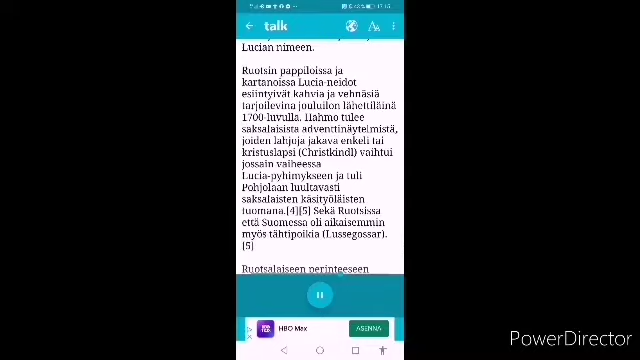 talk
Lucian nimeen.
Ruotsin pappiloissa ja
kartanoissa Lucia-neidot
esiintyivät kahvia ja vehnäsiä
tarjoilevina jouluilon lähettiläinä
1700-luvulla. Hahmo tulee
saksalaisista adventtinäytelmistä,
joiden lahjoja jakava enkeli tai
kristuslapsi (Christkindl) vaihtui
jossain vaiheessa
Lucia-pyhimykseen ja tuli
Pohjolaan luultavasti
saksalaisten käsityöläisten
tuomana.[4][5] Sekä Ruotsissa
että Suomessa oli aikaisemmin
myös tähtipoikia (Lussegossar).
[5]
Ruotsalaiseen perinteeseen
HBO Max
ASENNA
PowerDirector